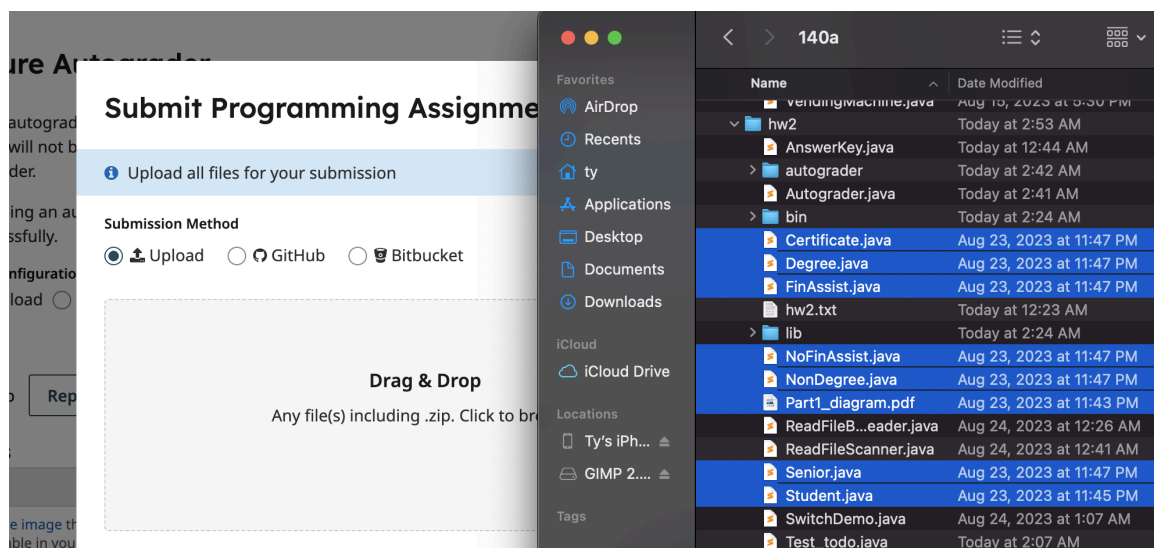 ure Autograder
autograd
will not b
der.
ing an au
ssfully.
nfiguratio
load
Rep
e image th
ble in you
Submit Programming Assignme
Upload all files for your submission
Submission Method
Upload GitHub Bitbucket
Drag & Drop
Any file(s) including .zip. Click to bro
Favorites
AirDrop
Recents
ty
Applications
Desktop
Documents
Downloads
iCloud
iCloud Drive
Locations
Ty's iPh...
GIMP 2....
Tags
140a
Name Date Modified
VendingMachine.java Aug 15, 2023 at 5:30 PM
hw2 Today at 2:53 AM
AnswerKey.java Today at 12:44 AM
autograder Today at 2:42 AM
Autograder.java Today at 2:41 AM
bin Today at 2:24 AM
Certificate.java Aug 23, 2023 at 11:47 PM
Degree.java Aug 23, 2023 at 11:47 PM
FinAssist.java Aug 23, 2023 at 11:47 PM
hw2.txt Today at 12:23 AM
lib Today at 2:24 AM
NoFinAssist.java Aug 23, 2023 at 11:47 PM
NonDegree.java Aug 23, 2023 at 11:47 PM
Part1_diagram.pdf Aug 23, 2023 at 11:43 PM
ReadFileB...eader.java Aug 24, 2023 at 12:26 AM
ReadFileScanner.java Aug 24, 2023 at 12:41 AM
Senior.java Aug 23, 2023 at 11:47 PM
Student.java Aug 23, 2023 at 11:45 PM
SwitchDemo.java Aug 24, 2023 at 1:07 AM
Test_todo.java Today at 2:07 AM